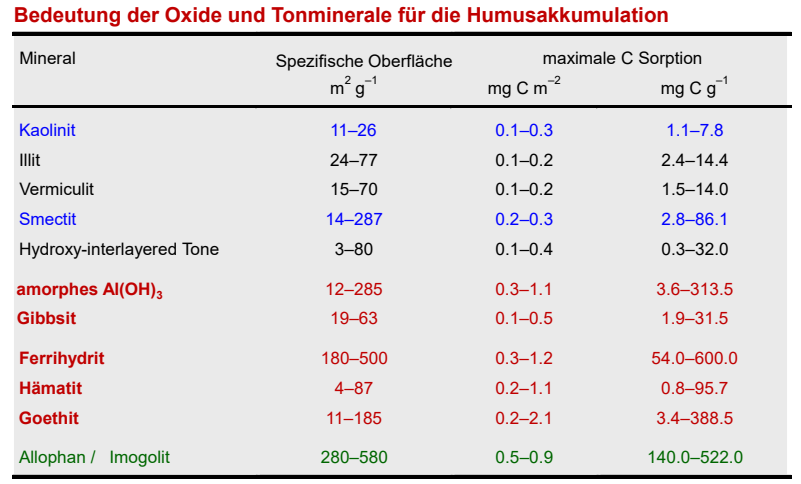 Bedeutung der Oxide und Tonminerale für die Humusakkumulation
Mineral Spezifische Oberfläche maximale C Sorption
m² g⁻¹ mg C m⁻² mg C g⁻¹
Kaolinit 11–26 0.1–0.3 1.1–7.8
Illit 24–77 0.1–0.2 2.4–14.4
Vermiculit 15–70 0.1–0.2 1.5–14.0
Smectit 14–287 0.2–0.3 2.8–86.1
Hydroxy-interlayered Tone 3–80 0.1–0.4 0.3–32.0
amorphes Al(OH)₃ 12–285 0.3–1.1 3.6–313.5
Gibbsit 19–63 0.1–0.5 1.9–31.5
Ferrihydrit 180–500 0.3–1.2 54.0–600.0
Hämatit 4–87 0.2–1.1 0.8–95.7
Goethit 11–185 0.2–2.1 3.4–388.5
Allophan / Imogolit 280–580 0.5–0.9 140.0–522.0